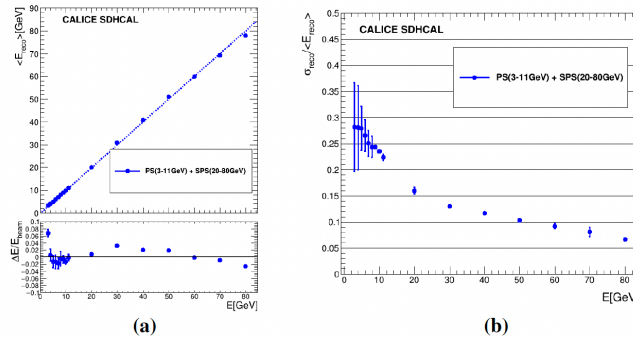 CALICE SDHCAL
<E_reco>[GeV]
90
80
70
60
50
40
30
20
10
0
PS(3-11GeV) + SPS(20-80GeV)
ΔE/E_beam
0.1
0.08
0.06
0.04
0.02
0
-0.02
-0.04
-0.06
-0.08
-0.1
0 10 20 30 40 50 60 70 80
E[GeV]
(a)
CALICE SDHCAL
σ_reco/<E_reco>
0.5
0.45
0.4
0.35
0.3
0.25
0.2
0.15
0.1
0.05
0
PS(3-11GeV) + SPS(20-80GeV)
0 10 20 30 40 50 60 70 80
E[GeV
(b)